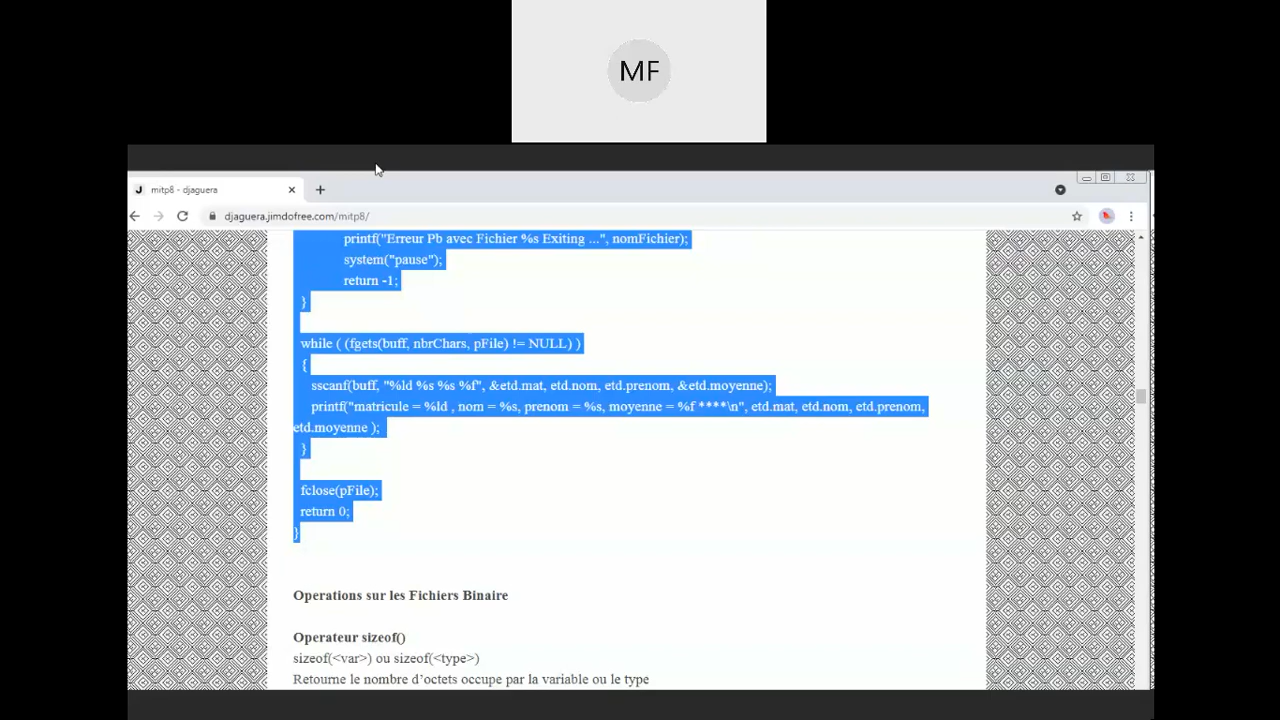 MF
mitp8 - djaguera
djaguera.jimdofree.com/mitp8/
printf("Erreur Pb avec Fichier %s Exiting ...", nomFichier);
system("pause");
return -1;
}
while ( (fgets(buff, nbrChars, pFile) != NULL) )
{
sscanf(buff, "%ld %s %s %f", &etd.mat, etd.nom, etd.prenom, &etd.moyenne);
printf("matricule = %ld , nom = %s, prenom = %s, moyenne = %f ****\n", etd.mat, etd.nom, etd.prenom,
etd.moyenne );
}
fclose(pFile);
return 0;
}
Operations sur les Fichiers Binaire
Operateur sizeof()
sizeof(<var>) ou sizeof(<type>)
Retourne le nombre d’octets occupe par la variable ou le type